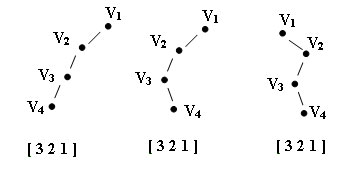 V1 V1 V1
V2 V2 V2
V3 V3 V3
V4 V4 V4
[ 3 2 1 ] [ 3 2 1 ] [ 3 2 1 ]